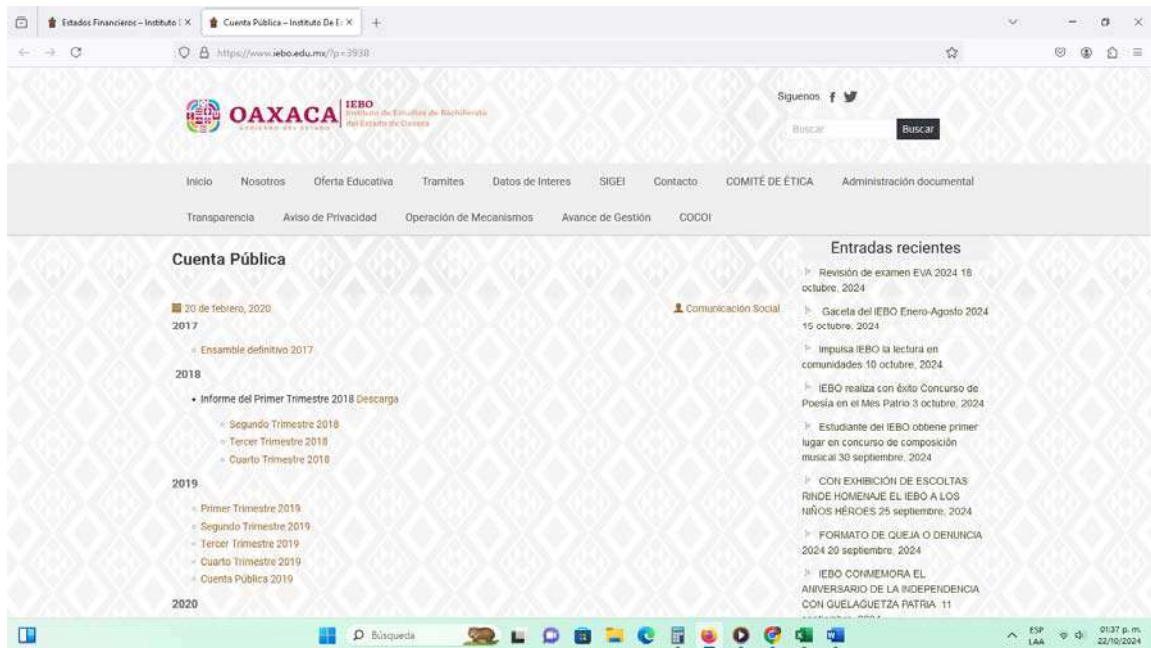 Estados Financieros – Instituto
Cuenta Pública – Instituto De E
https://www.iebo.edu.mx/?p=3938
OAXACA
GOBIERNO DEL ESTADO
IEBO
Instituto de Estudios de Bachillerato
del Estado de Oaxaca
Siguenos
Buscar
Buscar
Inicio Nosotros Oferta Educativa Tramites Datos de Interes SIGEI Contacto COMITÉ DE ÉTICA Administración documental
Transparencia Aviso de Privacidad Operación de Mecanismos Avance de Gestión COCOI
Cuenta Pública
20 de febrero, 2020
Comunicación Social
2017
Ensamble definitivo 2017
2018
Informe del Primer Trimestre 2018 Descarga
Segundo Trimestre 2018
Tercer Trimestre 2018
Cuarto Trimestre 2018
2019
Primer Trimestre 2019
Segundo Trimestre 2019
Tercer Trimestre 2019
Cuarto Trimestre 2019
Cuenta Pública 2019
2020
Entradas recientes
Revisión de examen EVA 2024 18
octubre, 2024
Gaceta del IEBO Enero-Agosto 2024
15 octubre, 2024
Impulsa IEBO la lectura en
comunidades 10 octubre, 2024
IEBO realiza con éxito Concurso de
Poesía en el Mes Patrio 3 octubre, 2024
Estudiante del IEBO obtiene primer
lugar en concurso de composición
musical 30 septiembre, 2024
CON EXHIBICIÓN DE ESCOLTAS
RINDE HOMENAJE EL IEBO A LOS
NIÑOS HÉROES 25 septiembre, 2024
FORMATO DE QUEJA O DENUNCIA
2024 20 septiembre, 2024
IEBO CONMEMORA EL
ANIVERSARIO DE LA INDEPENDENCIA
CON GUELAGUETZA PATRIA 11
Búsqueda
ESP
LAA
01:37 p. m.
22/10/2024